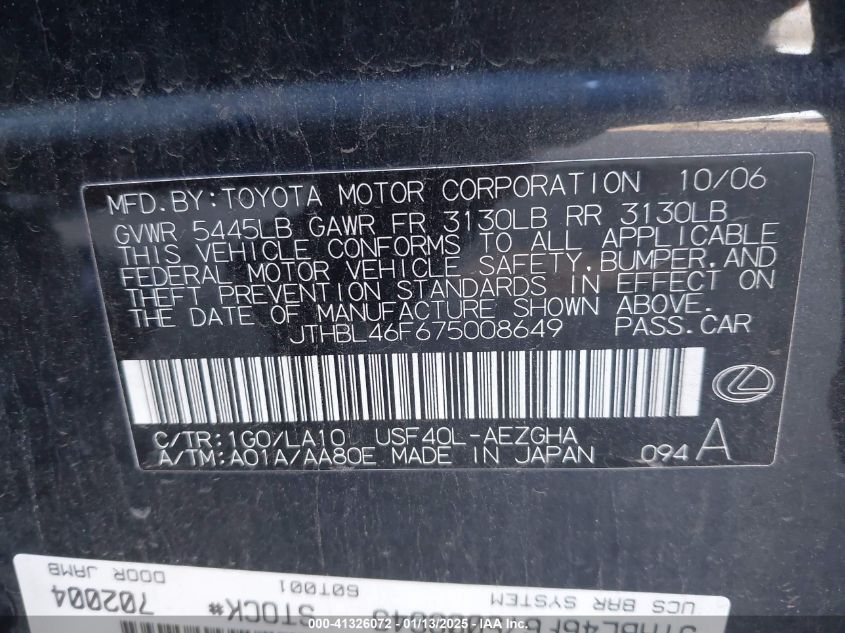 MFD.BY:TOYOTA MOTOR CORPORATION 10/06
GVWR 5445LB GAWR FR 3130LB RR 3130LB
THIS VEHICLE CONFORMS TO ALL APPLICABLE
FEDERAL MOTOR VEHICLE SAFETY,BUMPER,AND
THEFT PREVENTION STANDARDS IN EFFECT ON
THE DATE OF MANUFACTURE SHOWN ABOVE.
JTHBL46F675008649 PASS.CAR
C/TR:1G0/LA10 USF40L-AEZGHA
A/TM:A01A/AA80E MADE IN JAPAN 094 A
DOOR JAMB 60T001 UCS BAR SYSTEM
702004 STOCK#
000-41326072 - 01/13/2025 - IAAI.COM